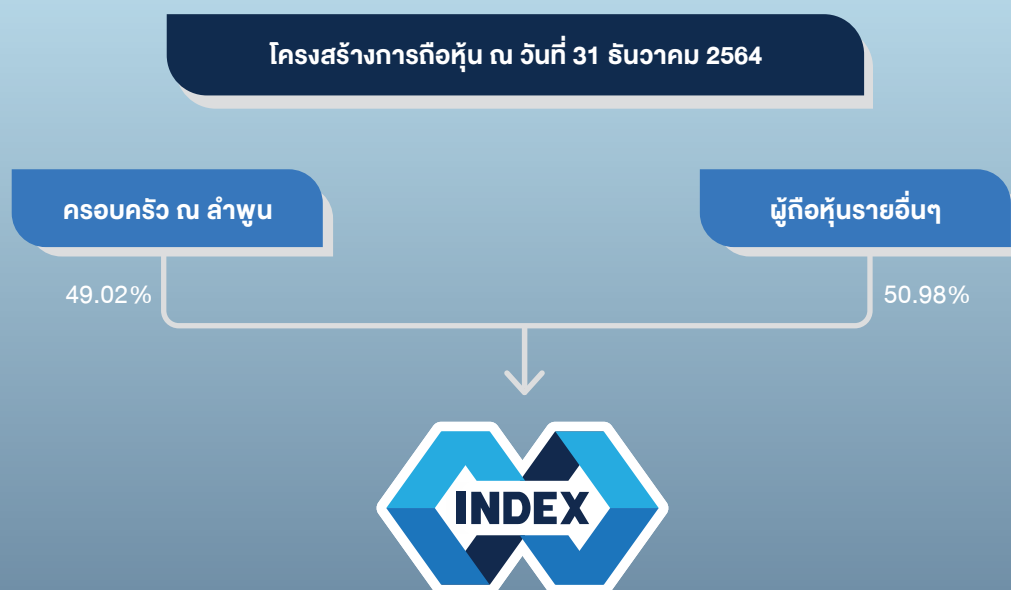 โครงสร้างการถือหุ้น ณ วันที่ 31 ธันวาคม 2564
ครอบครัว ณ ลำพูน
ผู้ถือหุ้นรายอื่นๆ
49.02%
50.98%
INDEX